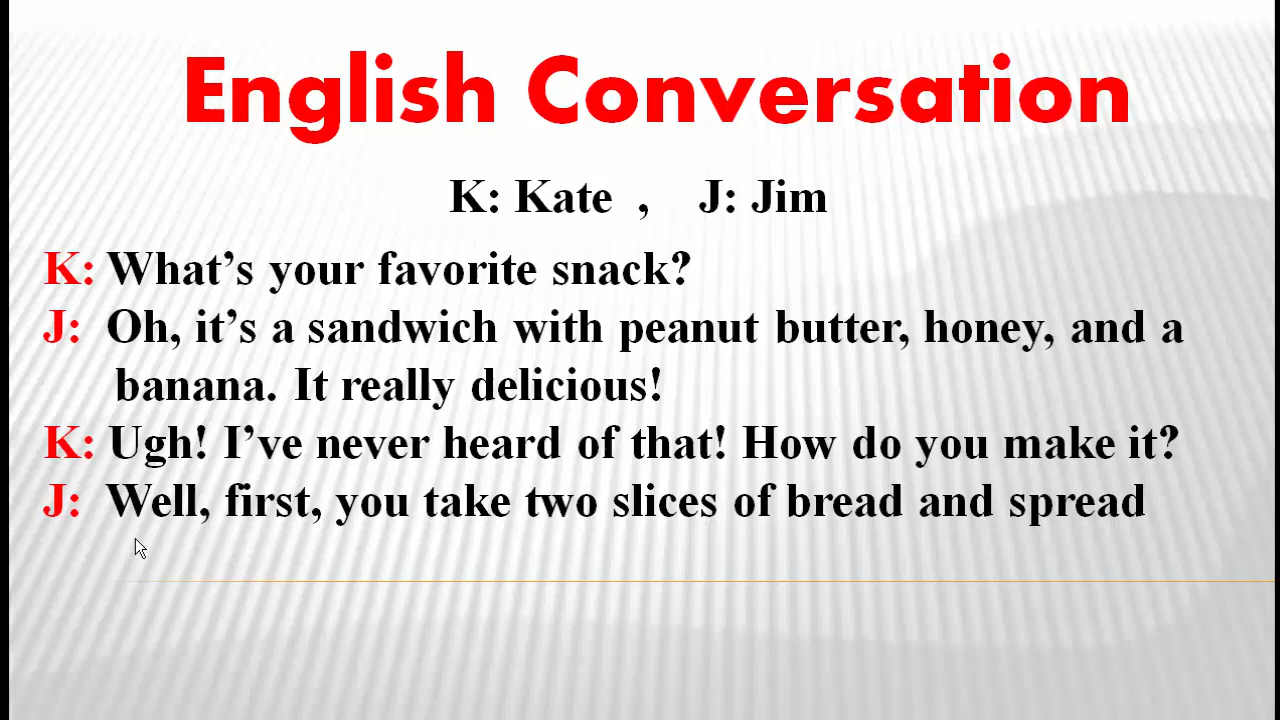 English Conversation
K: Kate , J: Jim
K: What’s your favorite snack?
J: Oh, it’s a sandwich with peanut butter, honey, and a
banana. It really delicious!
K: Ugh! I’ve never heard of that! How do you make it?
J: Well, first, you take two slices of bread and spread